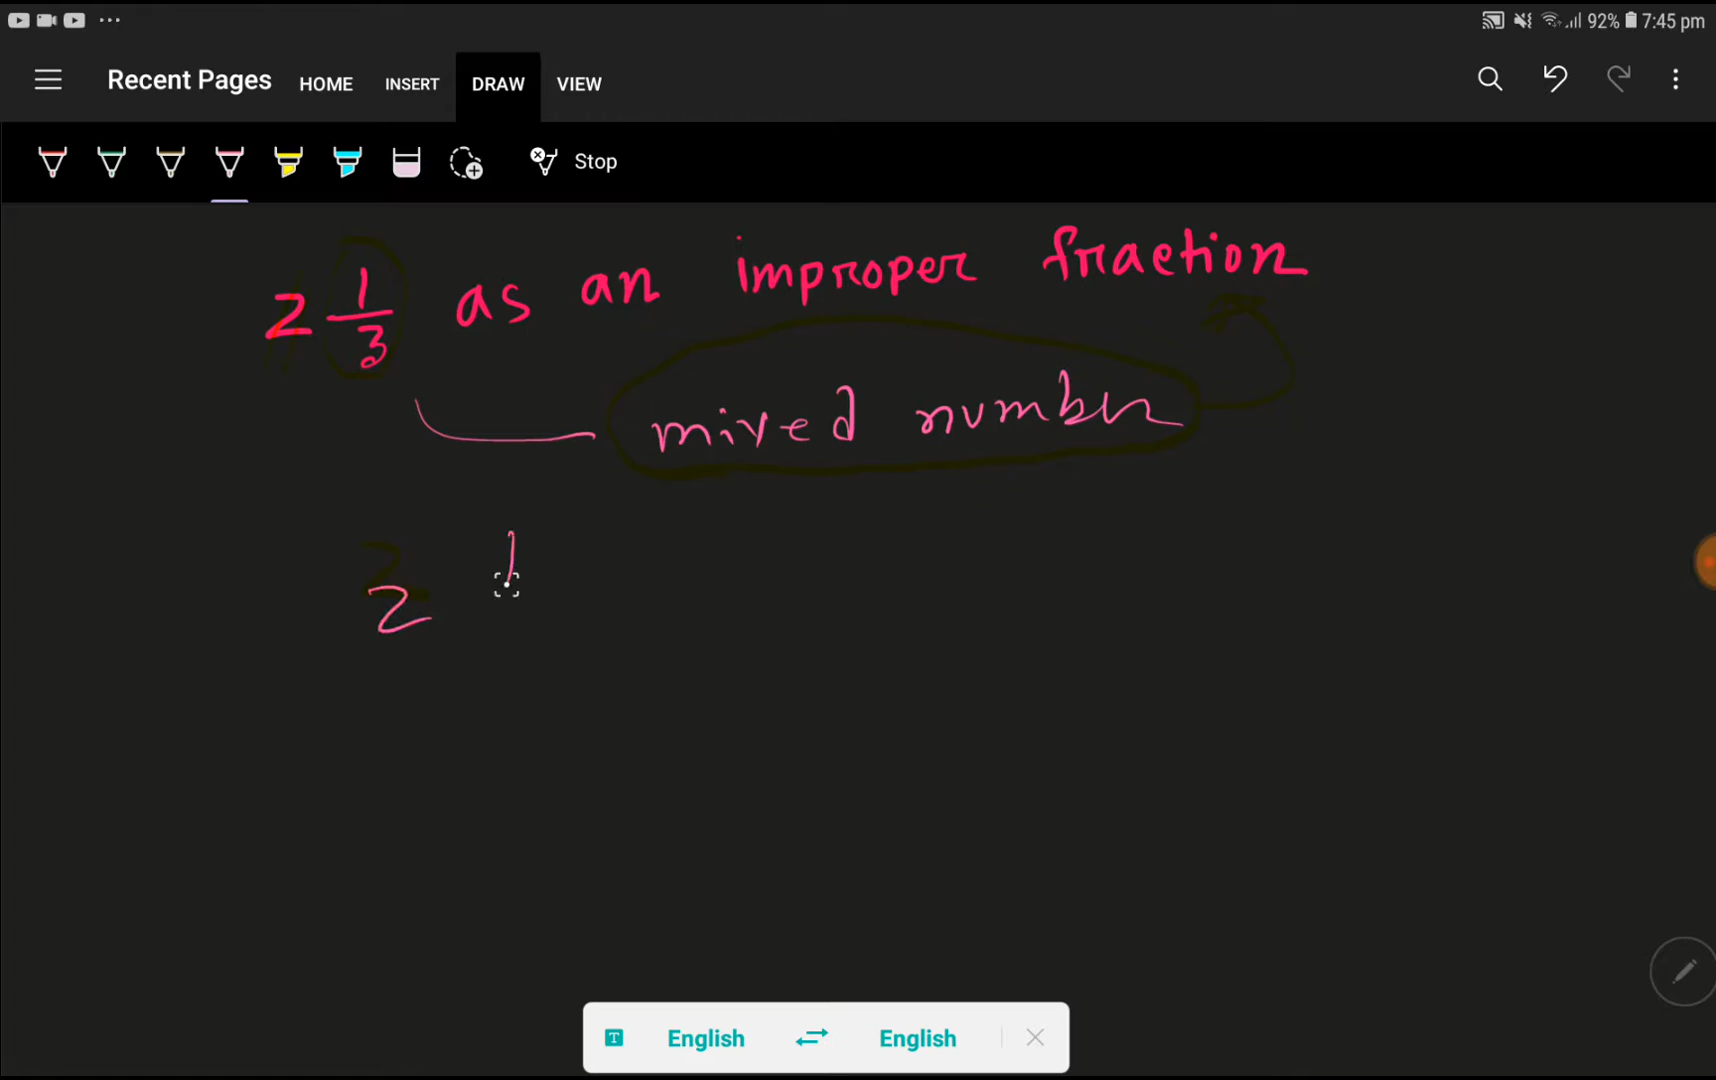 92% 7:45 pm
Recent Pages HOME INSERT DRAW VIEW
Stop
2 1/3 as an improper fraction
mixed number
2 1
English English